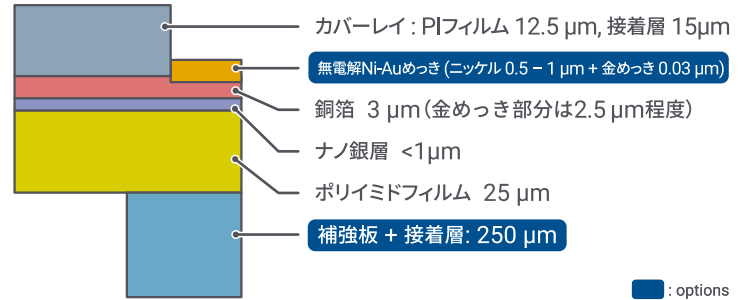 カバーレイ : PIフィルム 12.5 μm, 接着層 15μm
無電解Ni-Auめっき (ニッケル 0.5 – 1 μm + 金めっき 0.03 μm)
銅箔 3 μm（金めっき部分は2.5 μm程度）
ナノ銀層 <1μm
ポリイミドフィルム 25 μm
補強板 + 接着層: 250 μm
: options